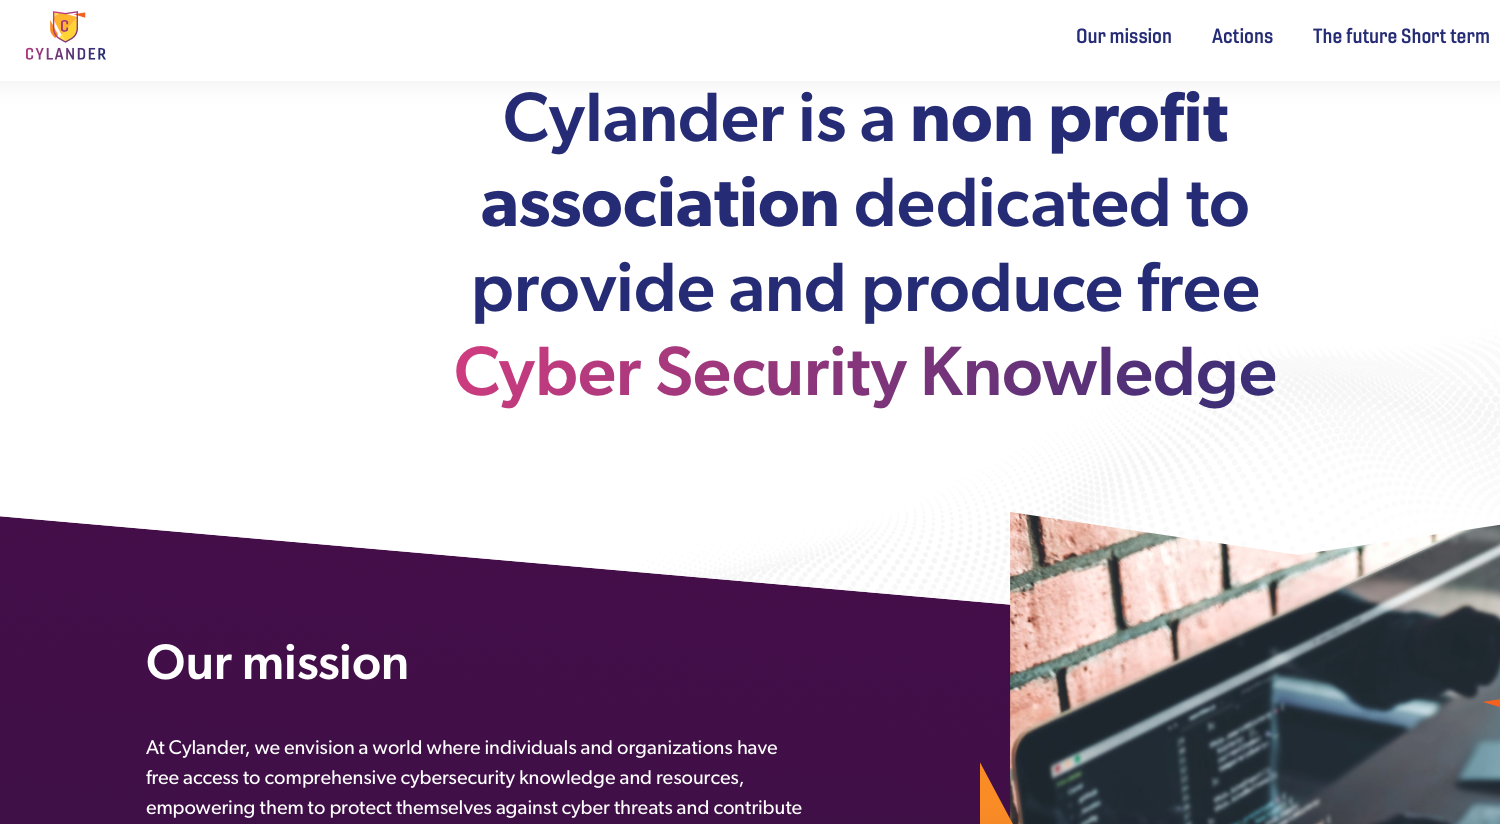 C
CYLANDER
Our mission
Actions
The future Short term
Cylander is a non profit
association dedicated to
provide and produce free
Cyber Security Knowledge
Our mission
At Cylander, we envision a world where individuals and organizations have
free access to comprehensive cybersecurity knowledge and resources,
empowering them to protect themselves against cyber threats and contribute